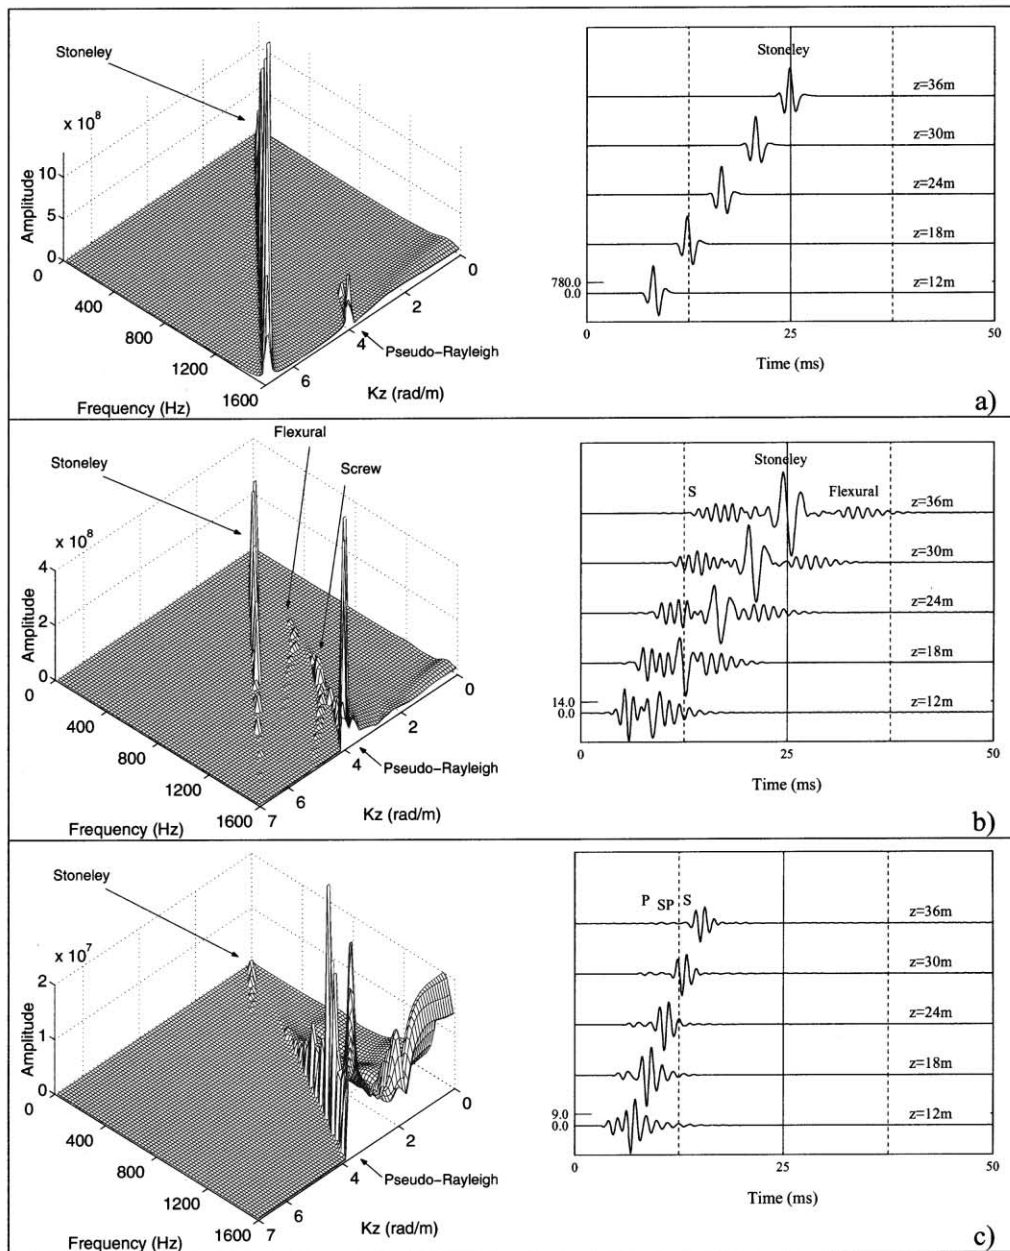 Stoneley
x 10^8
10
5
0
Amplitude
0
400
800
1200
1600
Frequency (Hz)
6
4
2
0
Kz (rad/m)
Pseudo-Rayleigh
Stoneley
z=36m
z=30m
z=24m
z=18m
z=12m
780.0
0.0
0
25
50
Time (ms)
a)
Flexural
Stoneley
Screw
x 10^8
4
2
0
Amplitude
0
400
800
1200
1600
Frequency (Hz)
7
6
4
2
0
Kz (rad/m)
Pseudo-Rayleigh
Stoneley
S
Flexural
z=36m
z=30m
z=24m
z=18m
z=12m
14.0
0.0
0
25
50
Time (ms)
b)
Stoneley
x 10^7
2
1
0
Amplitude
0
400
800
1200
1600
Frequency (Hz)
7
6
4
2
0
Kz (rad/m)
Pseudo-Rayleigh
P
SP
S
z=36m
z=30m
z=24m
z=18m
z=12m
9.0
0.0
0
25
50
Time (ms)
c)